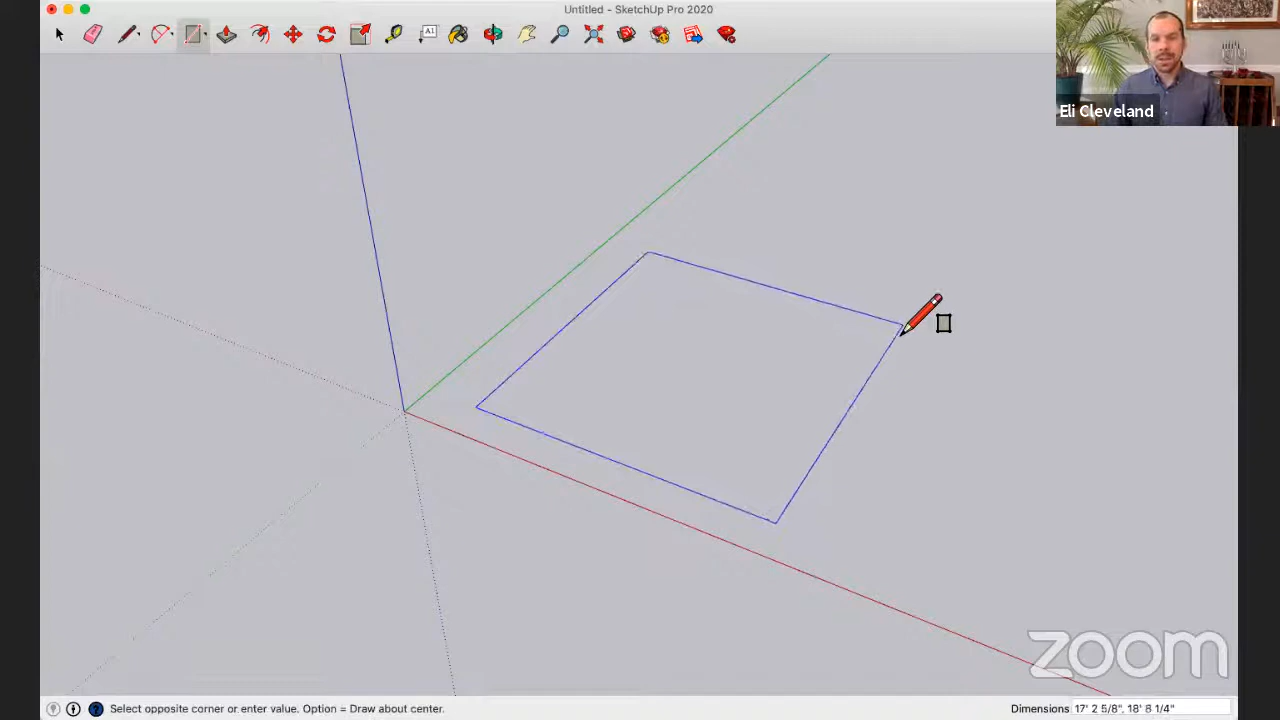 Untitled - SketchUp Pro 2020
A1
Eli Cleveland
zoom
Select opposite corner or enter value. Option = Draw about center.
Dimensions 17' 2 5/8", 18' 8 1/4"